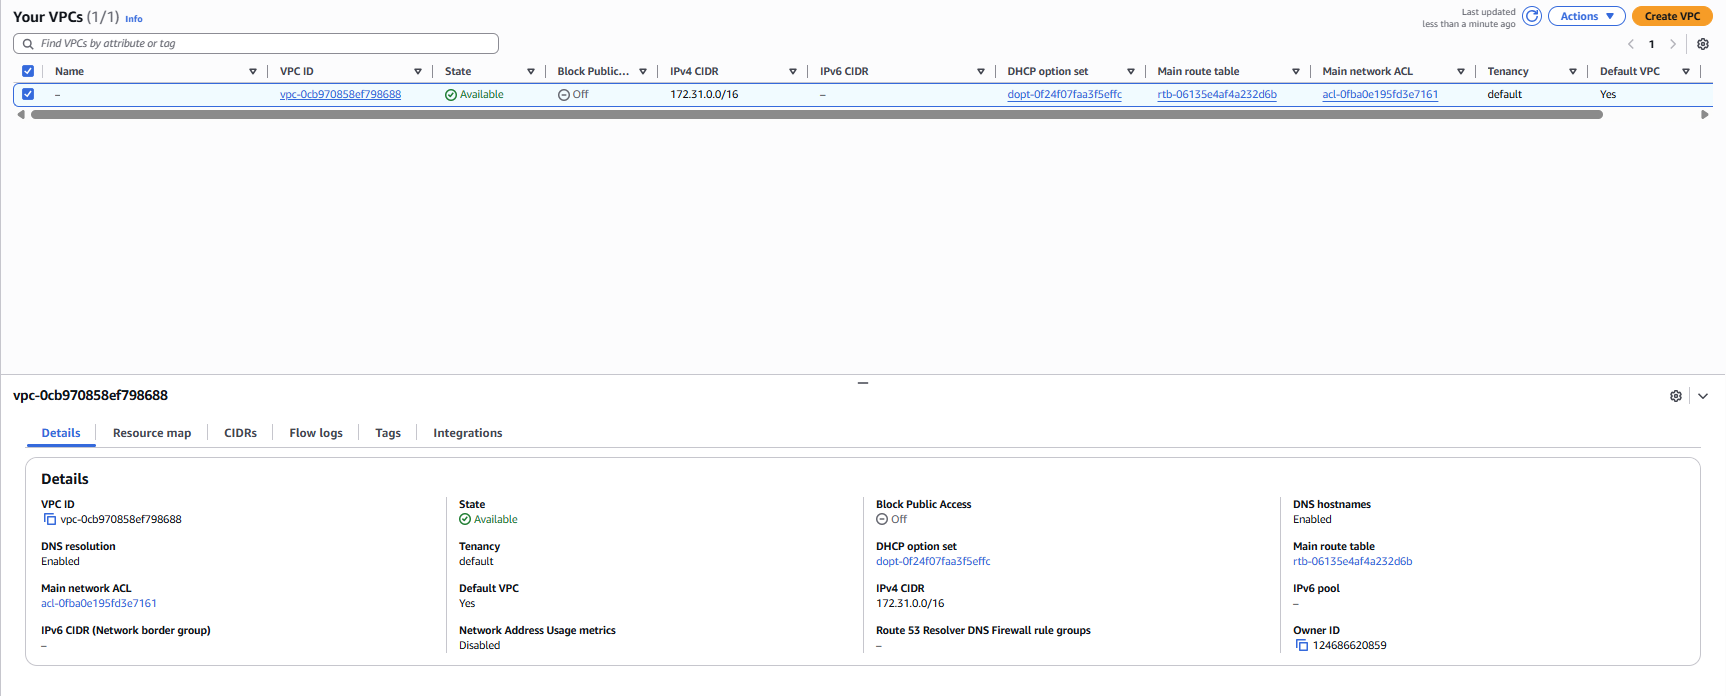 Your VPCs (1/1) Info
Last updated
less than a minute ago
Actions
Create VPC
Find VPCs by attribute or tag
1
Name VPC ID State Block Public... IPv4 CIDR IPv6 CIDR DHCP option set Main route table Main network ACL Tenancy Default VPC
– vpc-0cb970858ef798688 Available Off 172.31.0.0/16 – dopt-0f24f07faa3f5effc rtb-06135e4af4a232d6b acl-0fba0e195fd3e7161 default Yes
vpc-0cb970858ef798688
Details Resource map CIDRs Flow logs Tags Integrations
Details
VPC ID
vpc-0cb970858ef798688
State
Available
Block Public Access
Off
DNS hostnames
Enabled
DNS resolution
Enabled
Tenancy
default
DHCP option set
dopt-0f24f07faa3f5effc
Main route table
rtb-06135e4af4a232d6b
Main network ACL
acl-0fba0e195fd3e7161
Default VPC
Yes
IPv4 CIDR
172.31.0.0/16
IPv6 pool
–
IPv6 CIDR (Network border group)
–
Network Address Usage metrics
Disabled
Route 53 Resolver DNS Firewall rule groups
–
Owner ID
124686620859